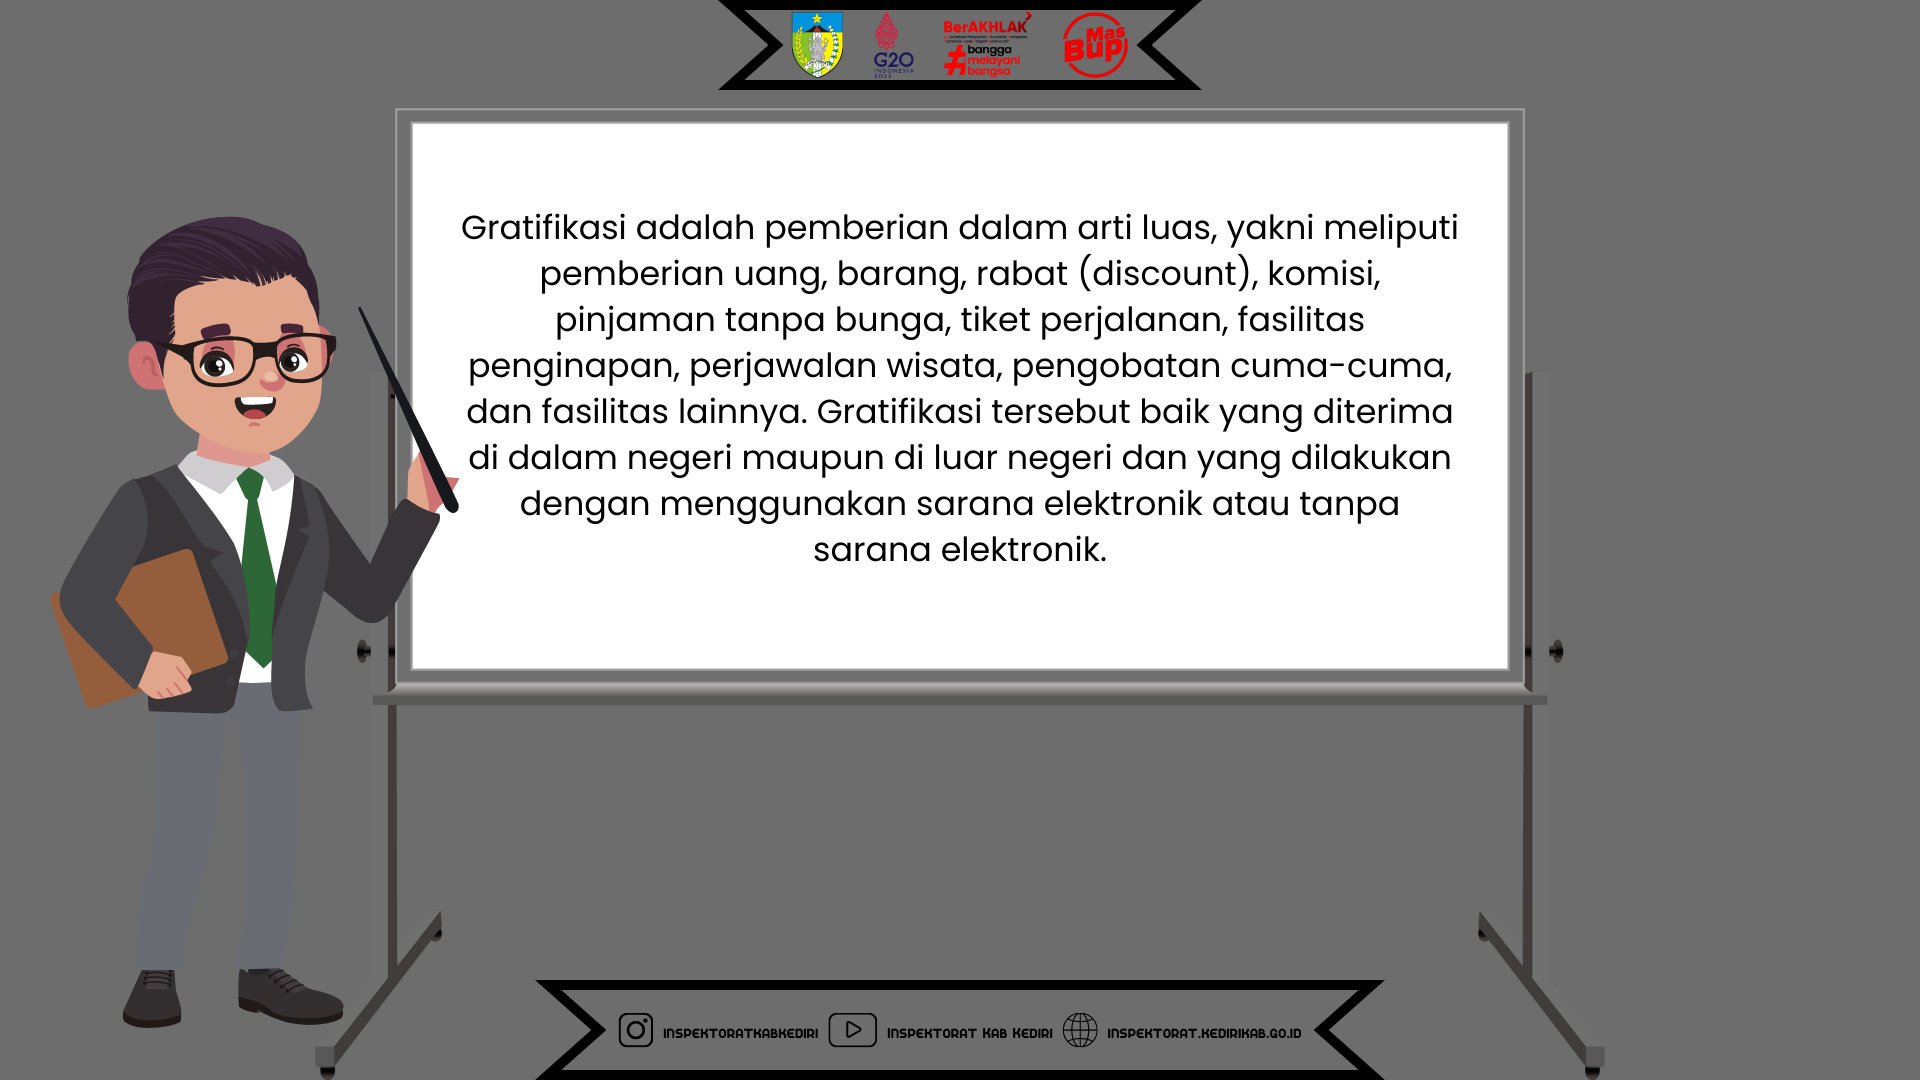 BerAKHLAK
#bangga
melayani
bangsa
G20
INDONESIA
2022
Mas
Bup
Gratifikasi adalah pemberian dalam arti luas, yakni meliputi
pemberian uang, barang, rabat (discount), komisi,
pinjaman tanpa bunga, tiket perjalanan, fasilitas
penginapan, perjawalan wisata, pengobatan cuma-cuma,
dan fasilitas lainnya. Gratifikasi tersebut baik yang diterima
di dalam negeri maupun di luar negeri dan yang dilakukan
dengan menggunakan sarana elektronik atau tanpa
sarana elektronik.
INSPEKTORATKABKEDIRI
INSPEKTORAT KAB KEDIRI
INSPEKTORAT.KEDIRIKAB.GO.ID